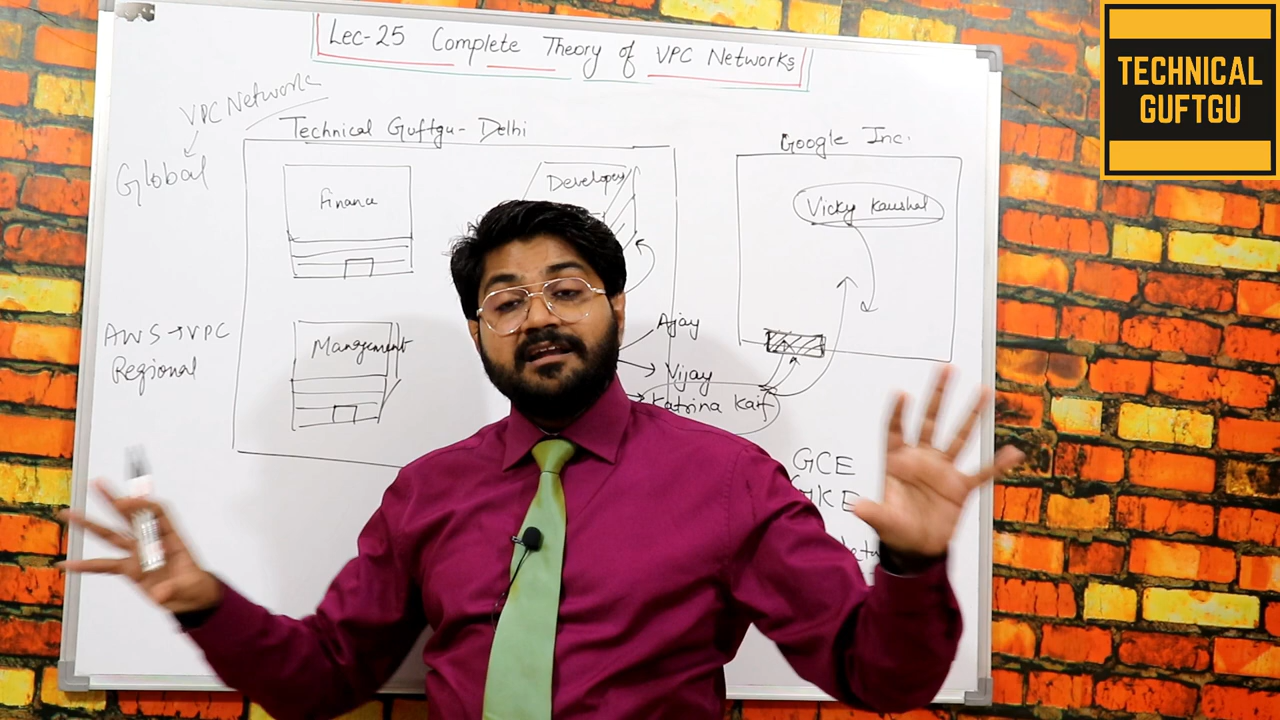 Lec-25 Complete Theory of VPC Networks
TECHNICAL
GUFTGU
VPC Network
Global
Technical Guftgu- Delhi
Google Inc.
Finance
Developer
Vicky Kaushal
AWS → VPC
Regional
Management
Ajay
Vijay
Katrina Kaif
GCE